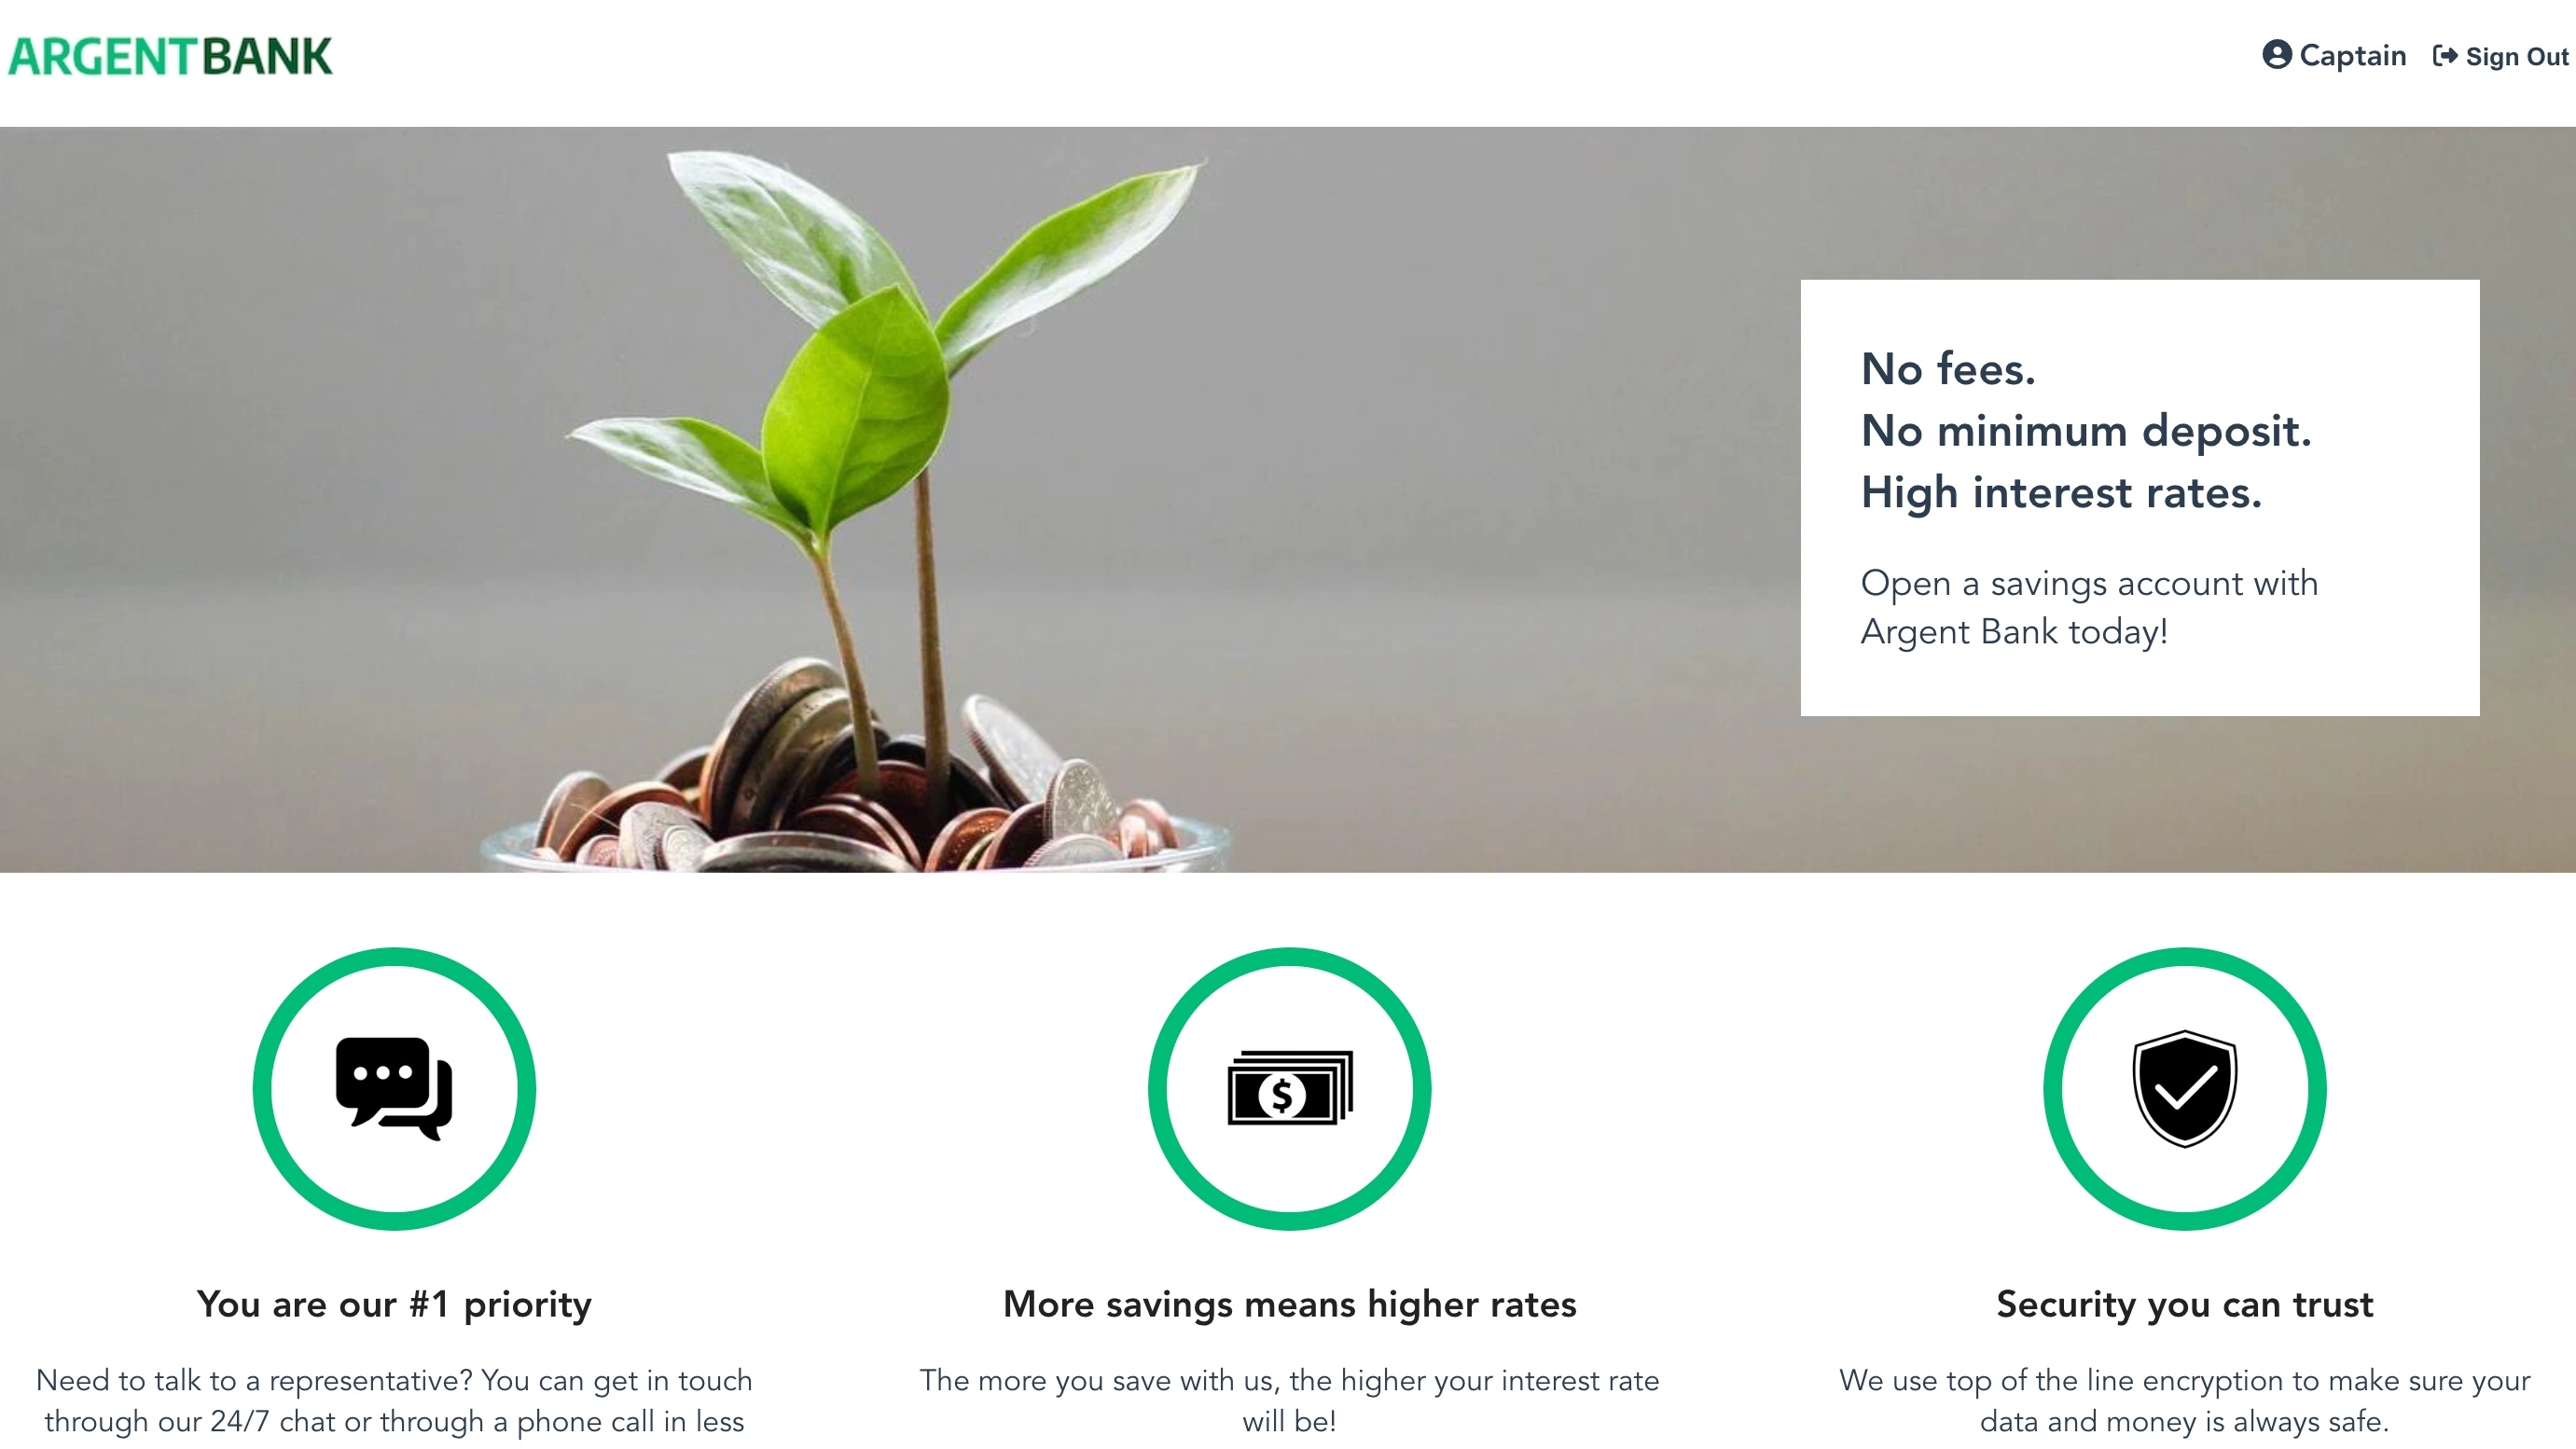 ARGENTBANK
Captain
Sign Out
No fees.
No minimum deposit.
High interest rates.
Open a savings account with
Argent Bank today!
$
You are our #1 priority
Need to talk to a representative? You can get in touch
through our 24/7 chat or through a phone call in less
More savings means higher rates
The more you save with us, the higher your interest rate
will be!
Security you can trust
We use top of the line encryption to make sure your
data and money is always safe.